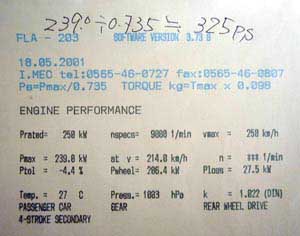 239.0 ÷0.735 ≒ 325PS
FLA - 203 SOFTWARE VERSION 3.73 D
18.05.2001
I.MEC tel:0565-46-0727 fax:0565-46-0807
Ps=Pmax/0.735 TORQUE kg=Tmax x 0.098
ENGINE PERFORMANCE
Prated= 250 kW nspecs= 9000 1/min vmax = 250 km/h
Pmax = 239.0 kW at v = 214.0 km/h n = *** 1/min
Ptol = -4.4 % Pwheel= 206.4 kW Ploss= 27.5 kW
Temp. = 27 C Press.= 1003 hPa k = 1.022 (DIN)
PASSENGER CAR GEAR REAR WHEEL DRIVE
4-STROKE SECONDARY